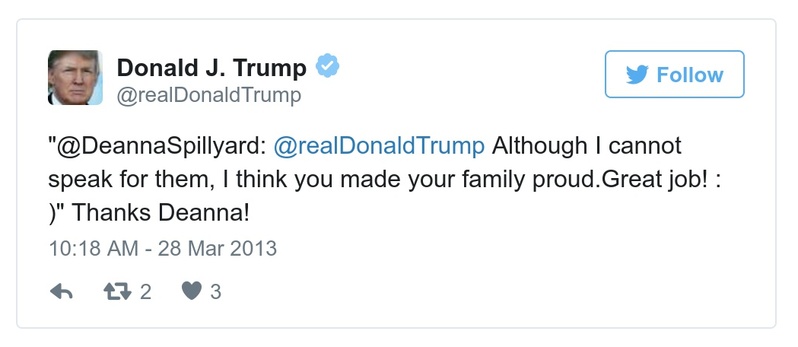 Donald J. Trump
@realDonaldTrump
Follow
"@DeannaSpillyard: @realDonaldTrump Although I cannot
speak for them, I think you made your family proud.Great job! :
)" Thanks Deanna!
10:18 AM - 28 Mar 2013
2 3